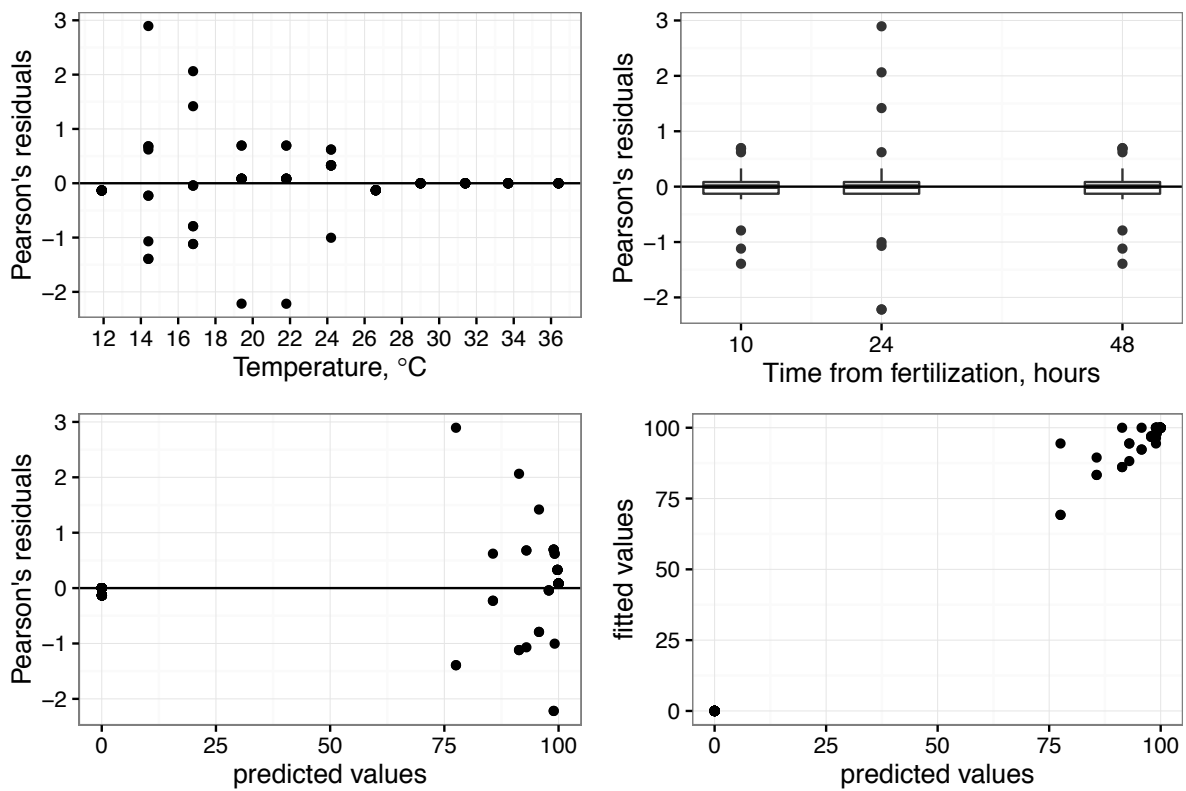 3
2
1
0
−1
−2
Pearson's residuals
12 14 16 18 20 22 24 26 28 30 32 34 36
Temperature, °C
3
2
1
0
−1
−2
Pearson's residuals
10 24 48
Time from fertilization, hours
3
2
1
0
−1
−2
Pearson's residuals
0 25 50 75 100
predicted values
100
75
50
25
0
fitted values
0 25 50 75 100
predicted values